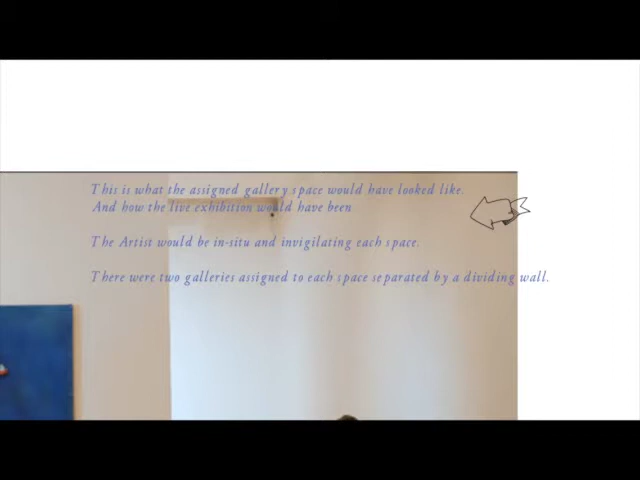 This is what the assigned gallery space would have looked like.
And how the live exhibition would have been
The Artist would be in-situ and invigilating each space.
There were two galleries assigned to each space separated by a dividing wall.